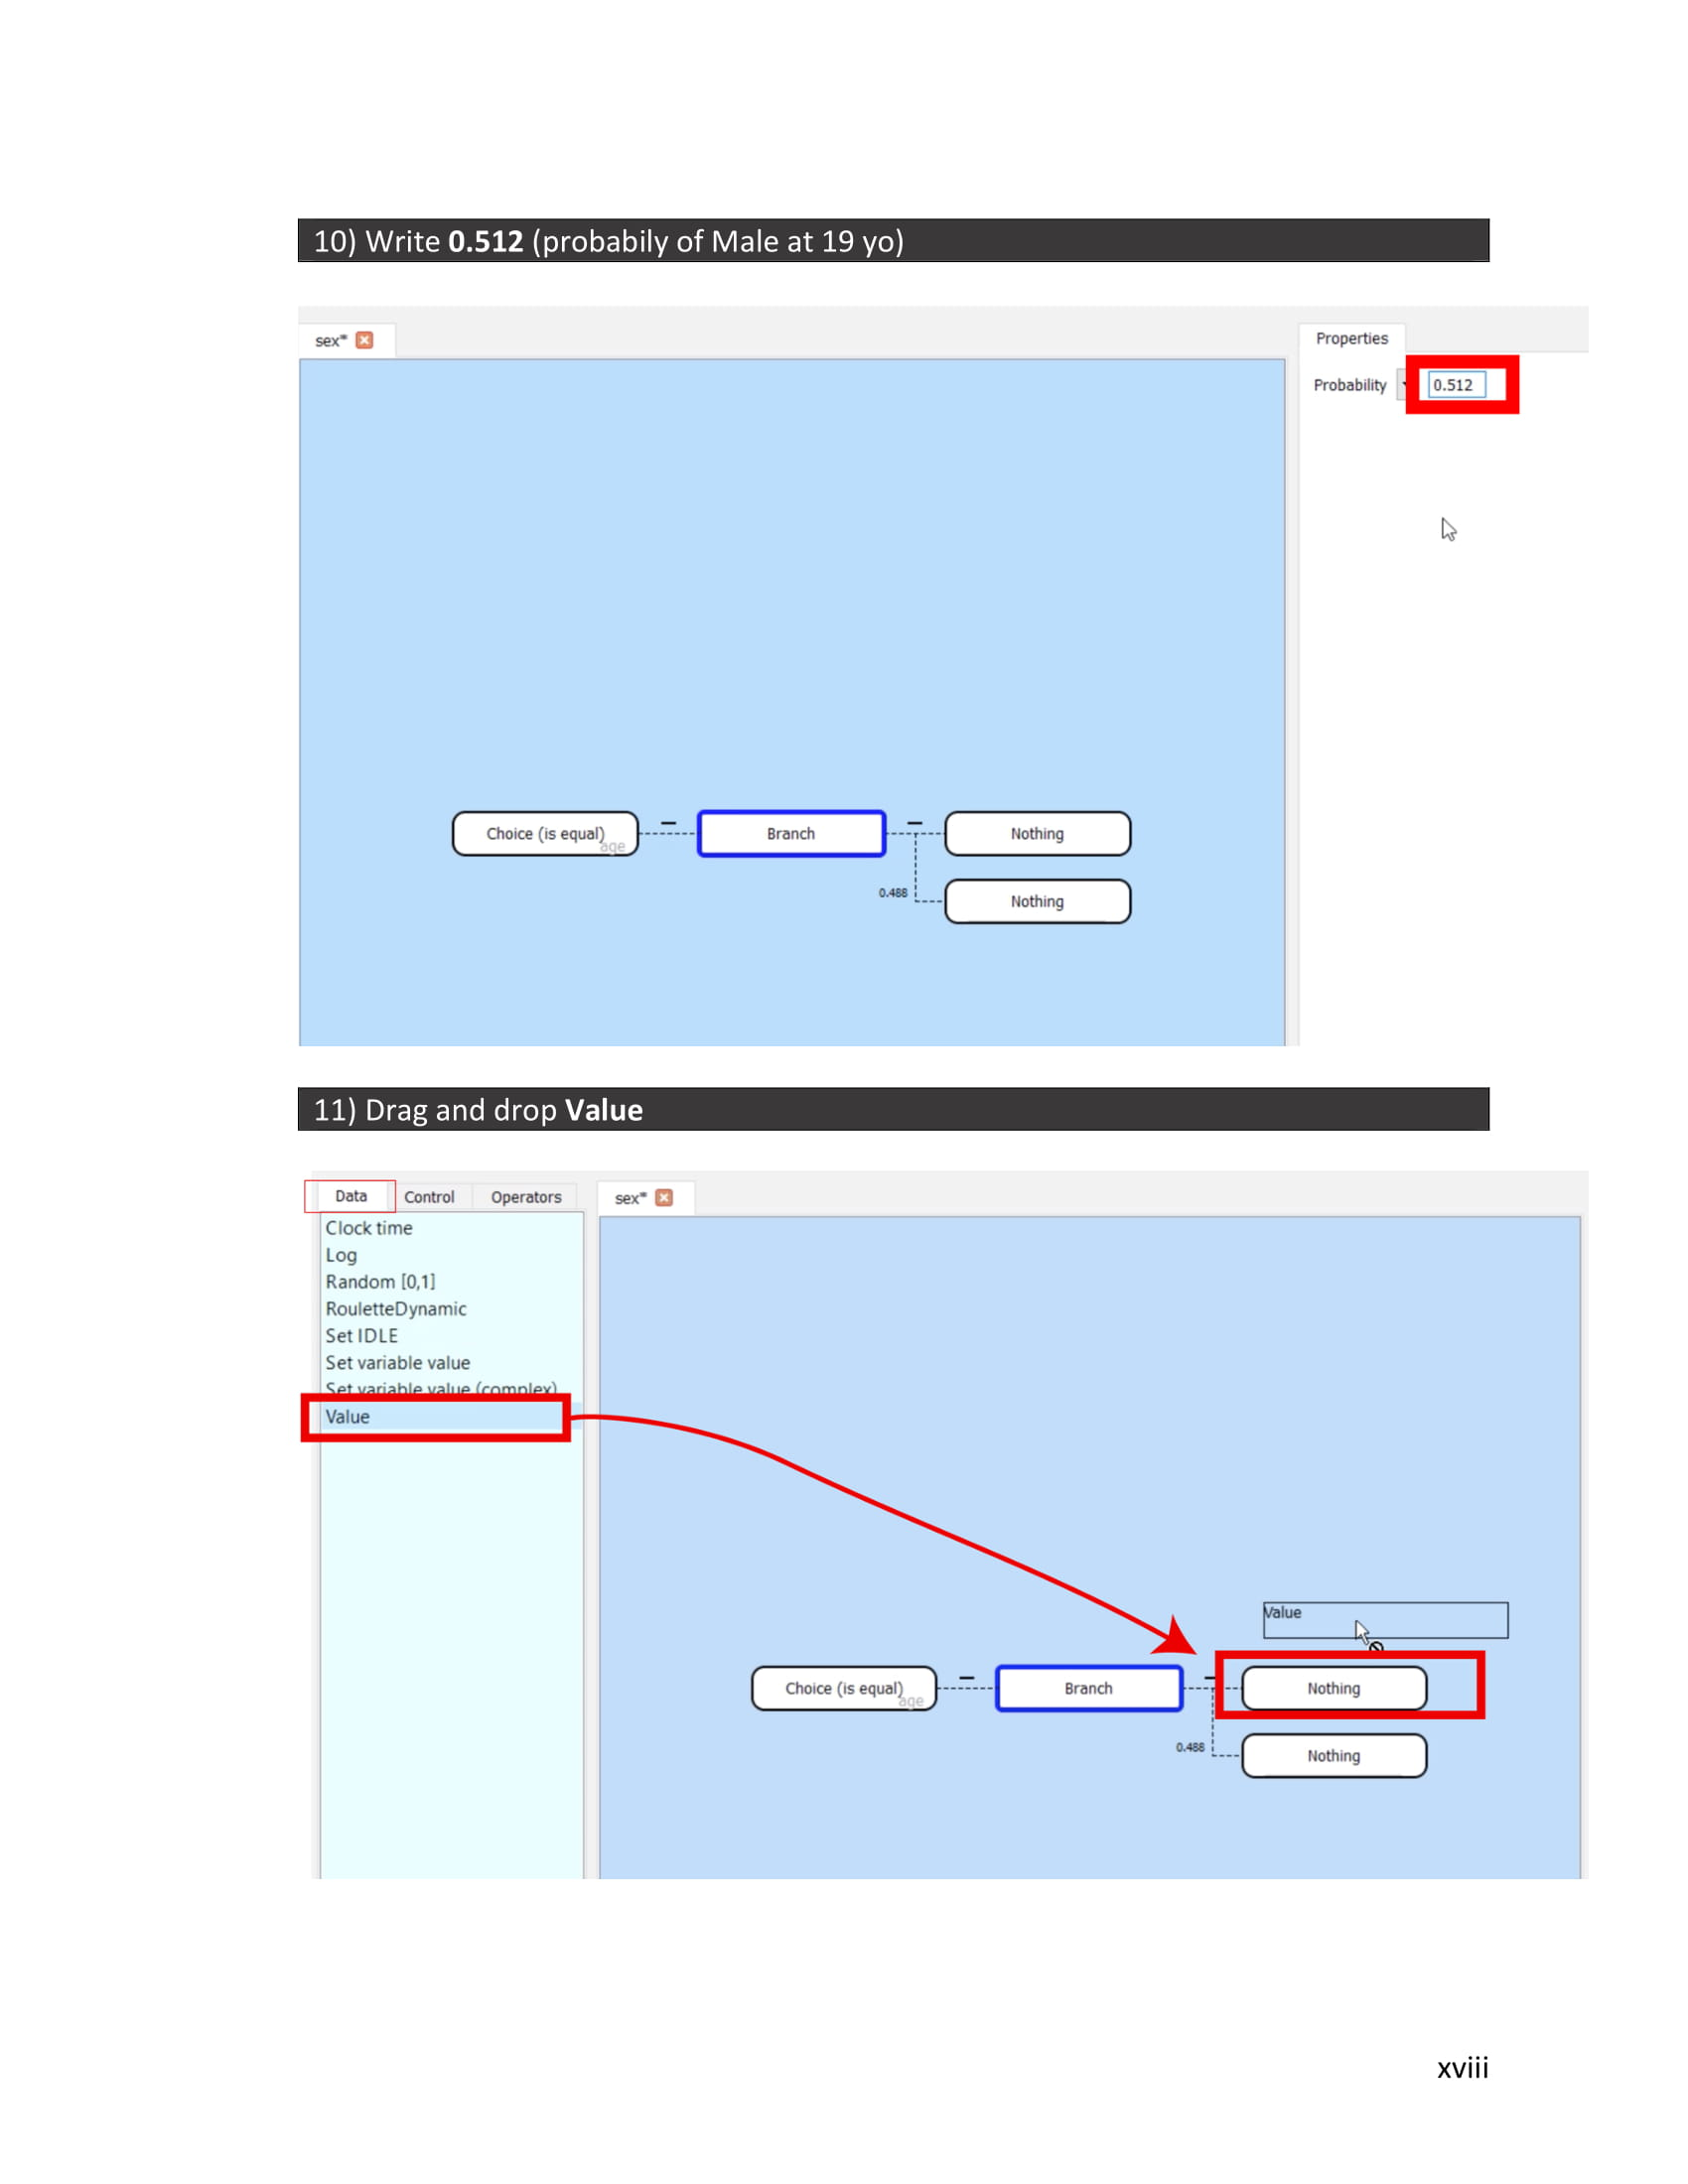 10) Write 0.512 (probabily of Male at 19 yo)
sex*
Properties
Probability 0.512
Choice (is equal)
age
Branch
Nothing
0.488
Nothing
11) Drag and drop Value
Data Control Operators
sex*
Clock time
Log
Random [0,1]
RouletteDynamic
Set IDLE
Set variable value
Set variable value (complex)
Value
Value
Choice (is equal)
age
Branch
Nothing
0.488
Nothing
xviii